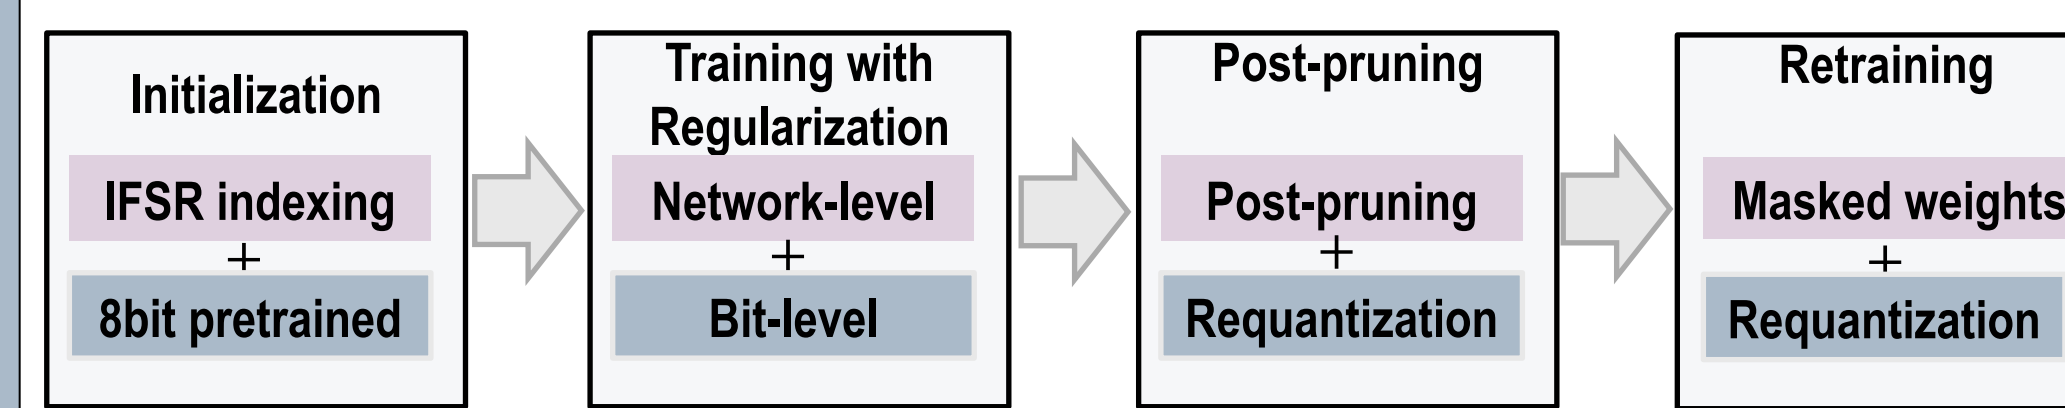 Initialization
IFSR indexing
+
8bit pretrained
Training with
Regularization
Network-level
+
Bit-level
Post-pruning
Post-pruning
+
Requantization
Retraining
Masked weights
+
Requantization